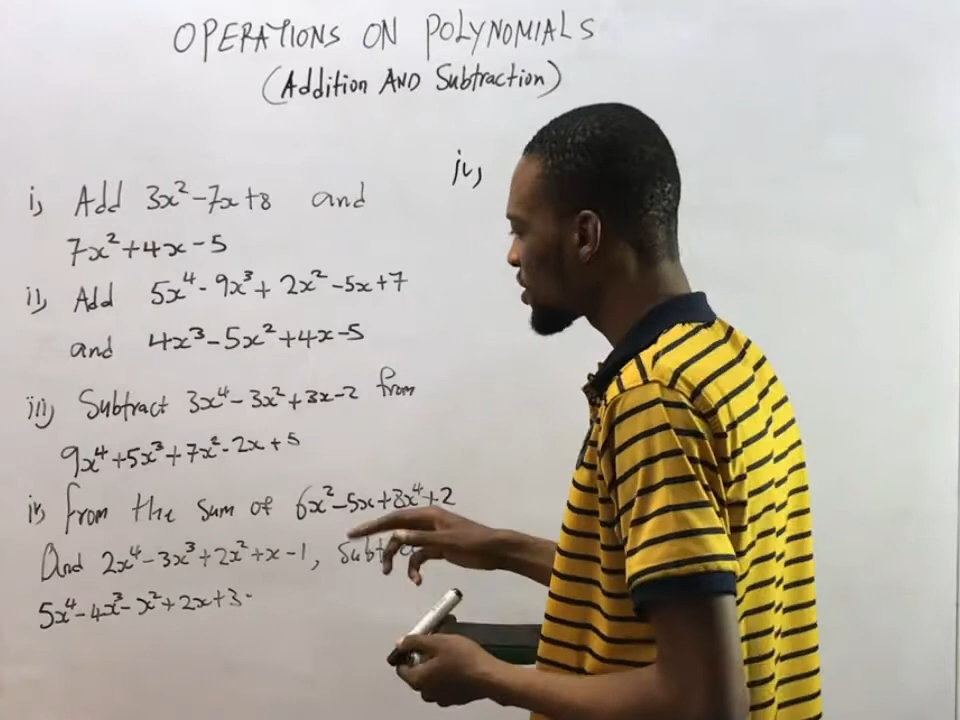 OPERATIONS ON POLYNOMIALS
(Addition AND Subtraction)
i, Add 3x²-7x+8 and
7x²+4x-5
ii, Add 5x⁴-9x³+2x²-5x+7
and 4x³-5x²+4x-5
iii, Subtract 3x⁴-3x²+3x-2 from
9x⁴+5x³+7x²-2x+5
iv, from the sum of 6x²-5x+8x⁴+2
And 2x⁴-3x³+2x²+x-1,
5x⁴-4x³-x²+2x+3.
iv,